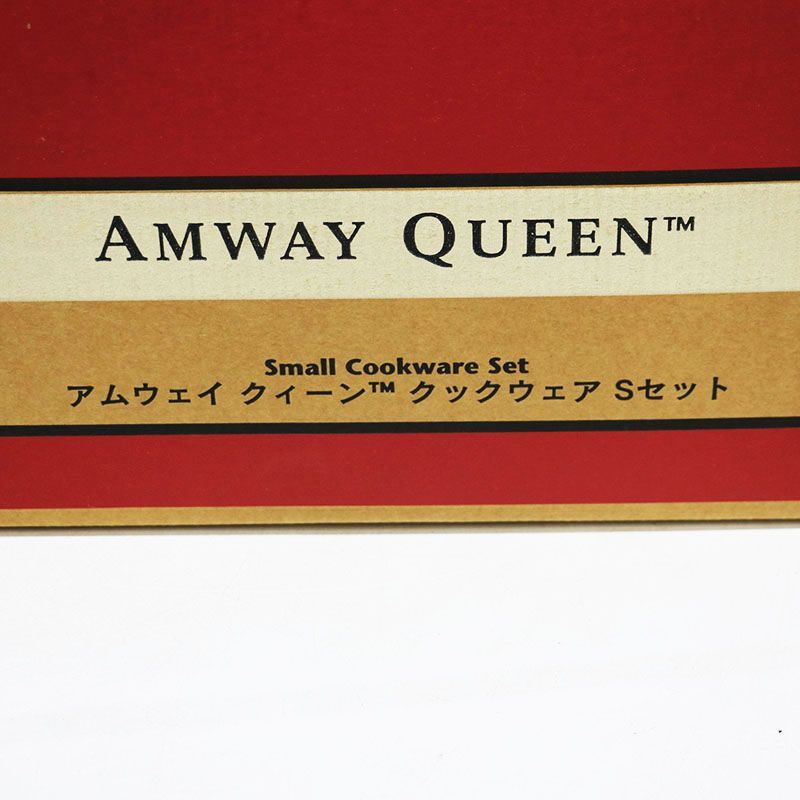 AMWAY QUEEN™
Small Cookware Set
アムウェイ クィーン™ クックウェア Sセット